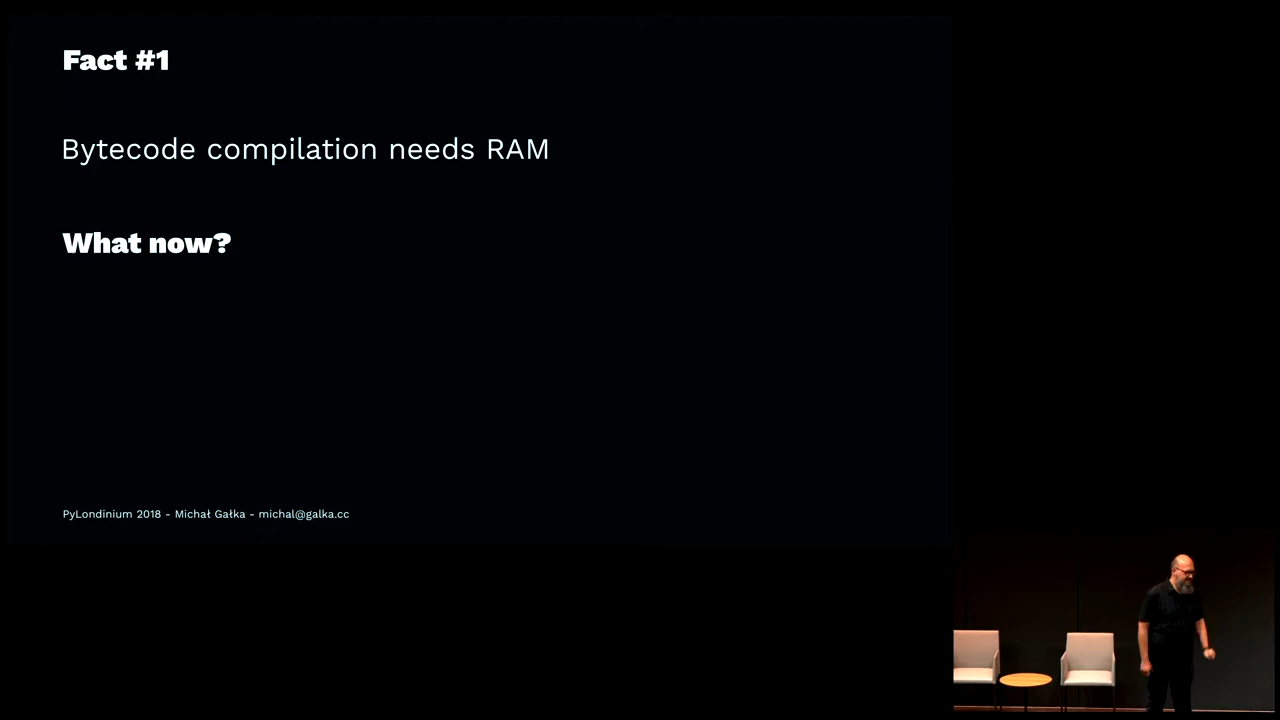 Fact #1
Bytecode compilation needs RAM
What now?
PyLondinium 2018 - Michał Gałka - michal@galka.cc